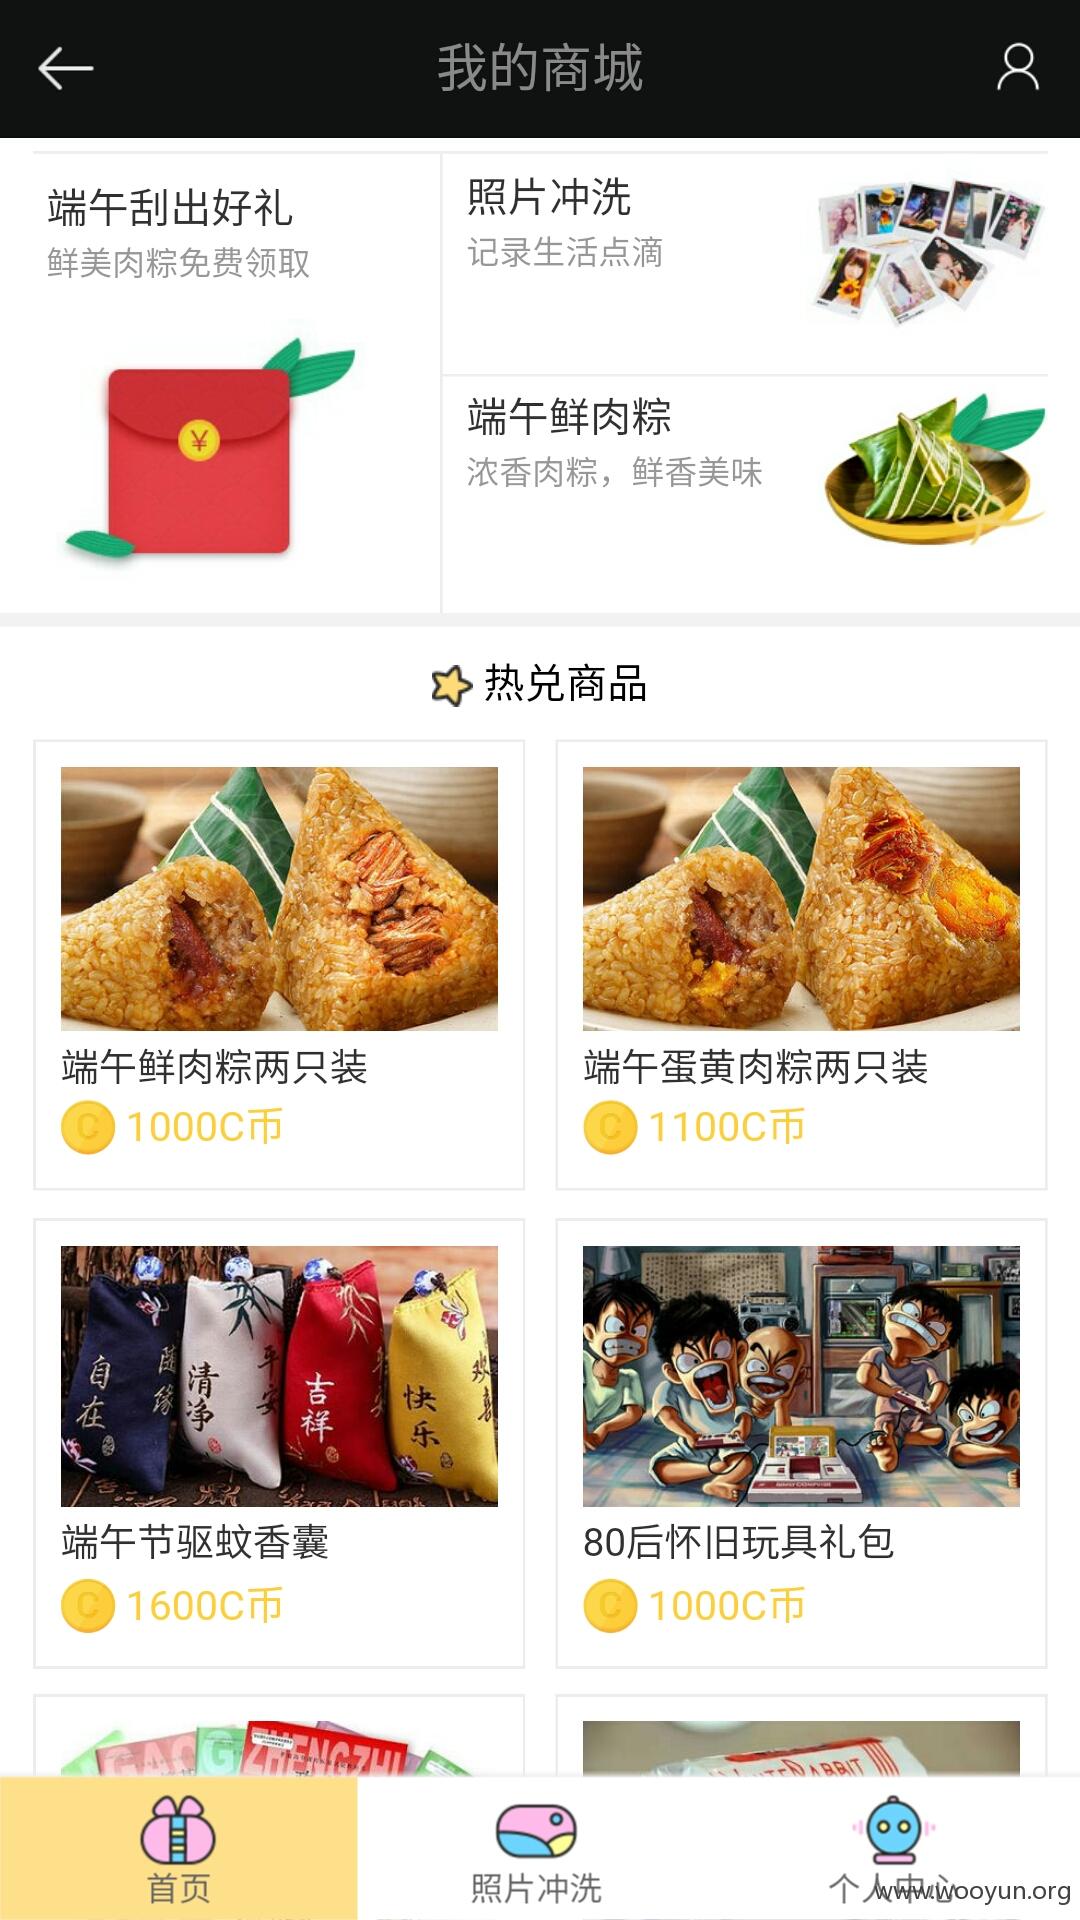 我的商城
端午刮出好礼
鲜美肉粽免费领取
照片冲洗
记录生活点滴
¥
端午鲜肉粽
浓香肉粽，鲜香美味
热兑商品
端午鲜肉粽两只装
C 1000C币
端午蛋黄肉粽两只装
C 1100C币
自在
随缘
清净
平安
吉祥
快乐
端午节驱蚊香囊
C 1600C币
80后怀旧玩具礼包
C 1000C币
ZHENGZHI
WHITE RABBIT
首页
照片冲洗
个人中心
www.wooyun.org